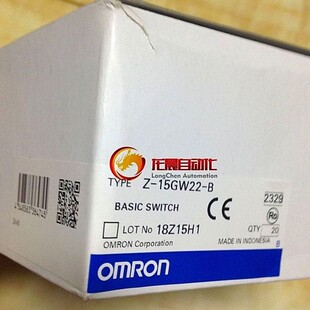 龙晨自动化
LongChen Automation
TYPE Z-15GW22-B
BASIC SWITCH
CE
2329
LOT No 18Z15H1
QTY 20
OMRON Corporation
MADE IN INDONESIA
B
OMRON